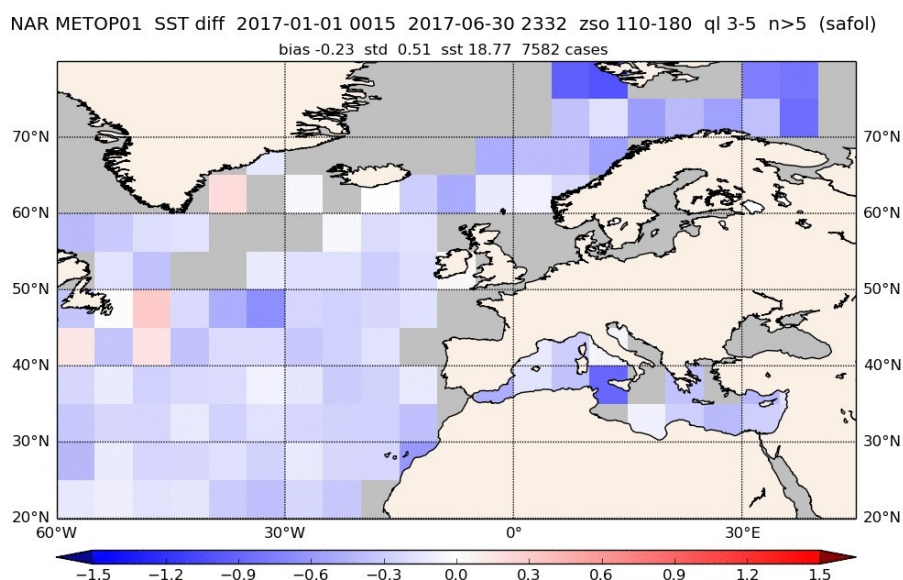 NAR METOP01 SST diff 2017-01-01 0015 2017-06-30 2332 zso 110-180 ql 3-5 n>5 (safol)
bias -0.23 std 0.51 sst 18.77 7582 cases
70°N 70°N
60°N 60°N
50°N 50°N
40°N 40°N
30°N 30°N
20°N 20°N
60°W 30°W 0° 30°E
−1.5 −1.2 −0.9 −0.6 −0.3 0.0 0.3 0.6 0.9 1.2 1.5